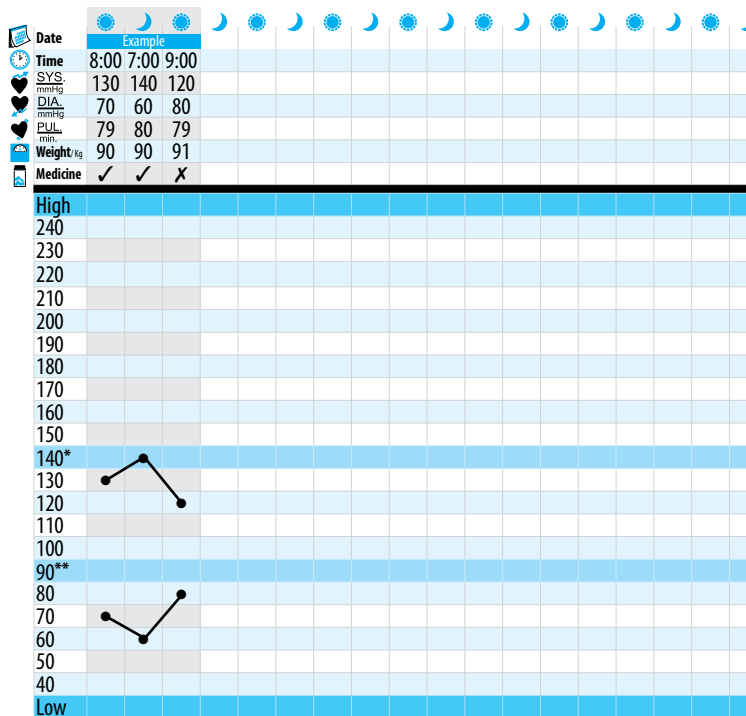 Date
Example
Time 8:00 7:00 9:00
SYS. mmHg 130 140 120
DIA. mmHg 70 60 80
PUL. min. 79 80 79
Weight/Kg 90 90 91
Medicine ✓ ✓ ✗
High
240
230
220
210
200
190
180
170
160
150
140*
130
120
110
100
90**
80
70
60
50
40
Low